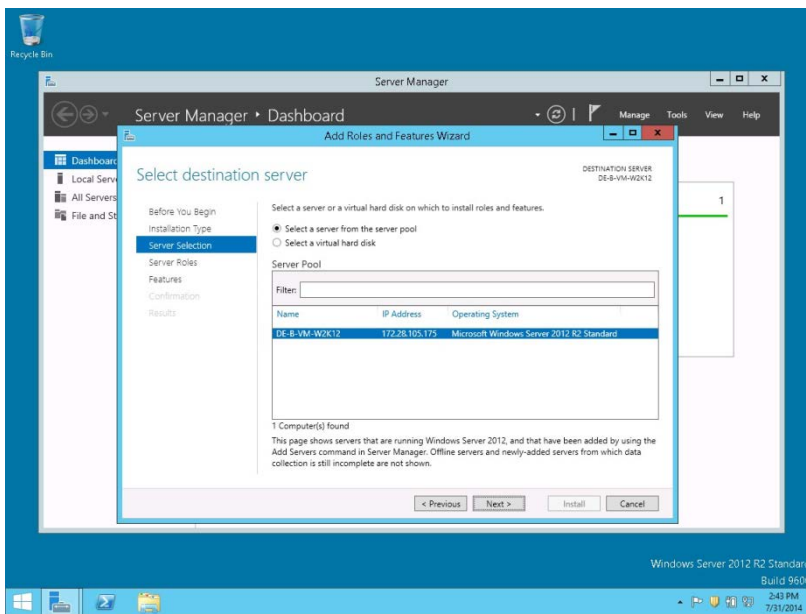 Recycle Bin
Server Manager
Server Manager • Dashboard
Manage Tools View Help
Add Roles and Features Wizard
Dashboard
Local Serve
All Servers
File and St
1
Select destination server
DESTINATION SERVER
DE-B-VM-W2K12
Before You Begin
Installation Type
Server Selection
Server Roles
Features
Confirmation
Results
Select a server or a virtual hard disk on which to install roles and features.
Select a server from the server pool
Select a virtual hard disk
Server Pool
Filter:
Name IP Address Operating System
DE-B-VM-W2K12 172.28.105.175 Microsoft Windows Server 2012 R2 Standard
1 Computer(s) found
This page shows servers that are running Windows Server 2012, and that have been added by using the
Add Servers command in Server Manager. Offline servers and newly-added servers from which data
collection is still incomplete are not shown.
< Previous Next > Install Cancel
Windows Server 2012 R2 Standar
Build 960
2:43 PM
7/31/2014